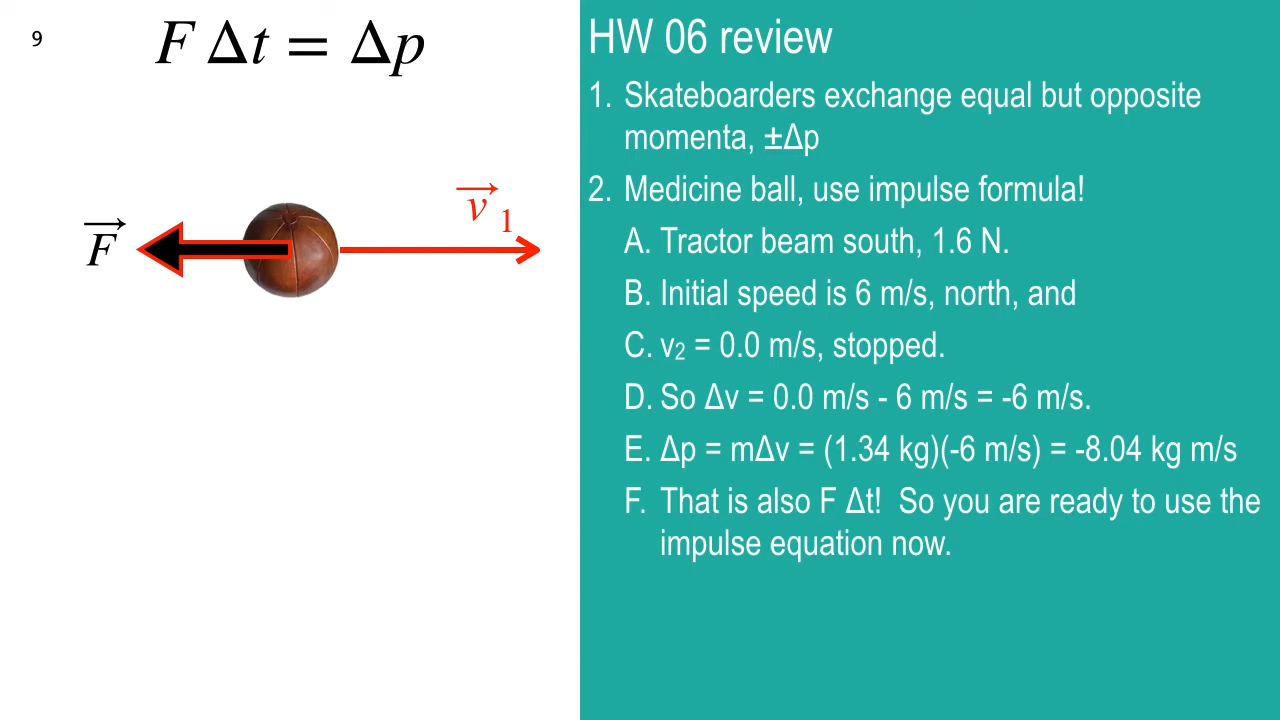 9
F Δt = Δp
HW 06 review
1. Skateboarders exchange equal but opposite
momenta, ±Δp
2. Medicine ball, use impulse formula!
A. Tractor beam south, 1.6 N.
B. Initial speed is 6 m/s, north, and
C. v₂ = 0.0 m/s, stopped.
D. So Δv = 0.0 m/s - 6 m/s = -6 m/s.
E. Δp = mΔv = (1.34 kg)(-6 m/s) = -8.04 kg m/s
F. That is also F Δt!  So you are ready to use the
impulse equation now.
F⃗
v⃗₁